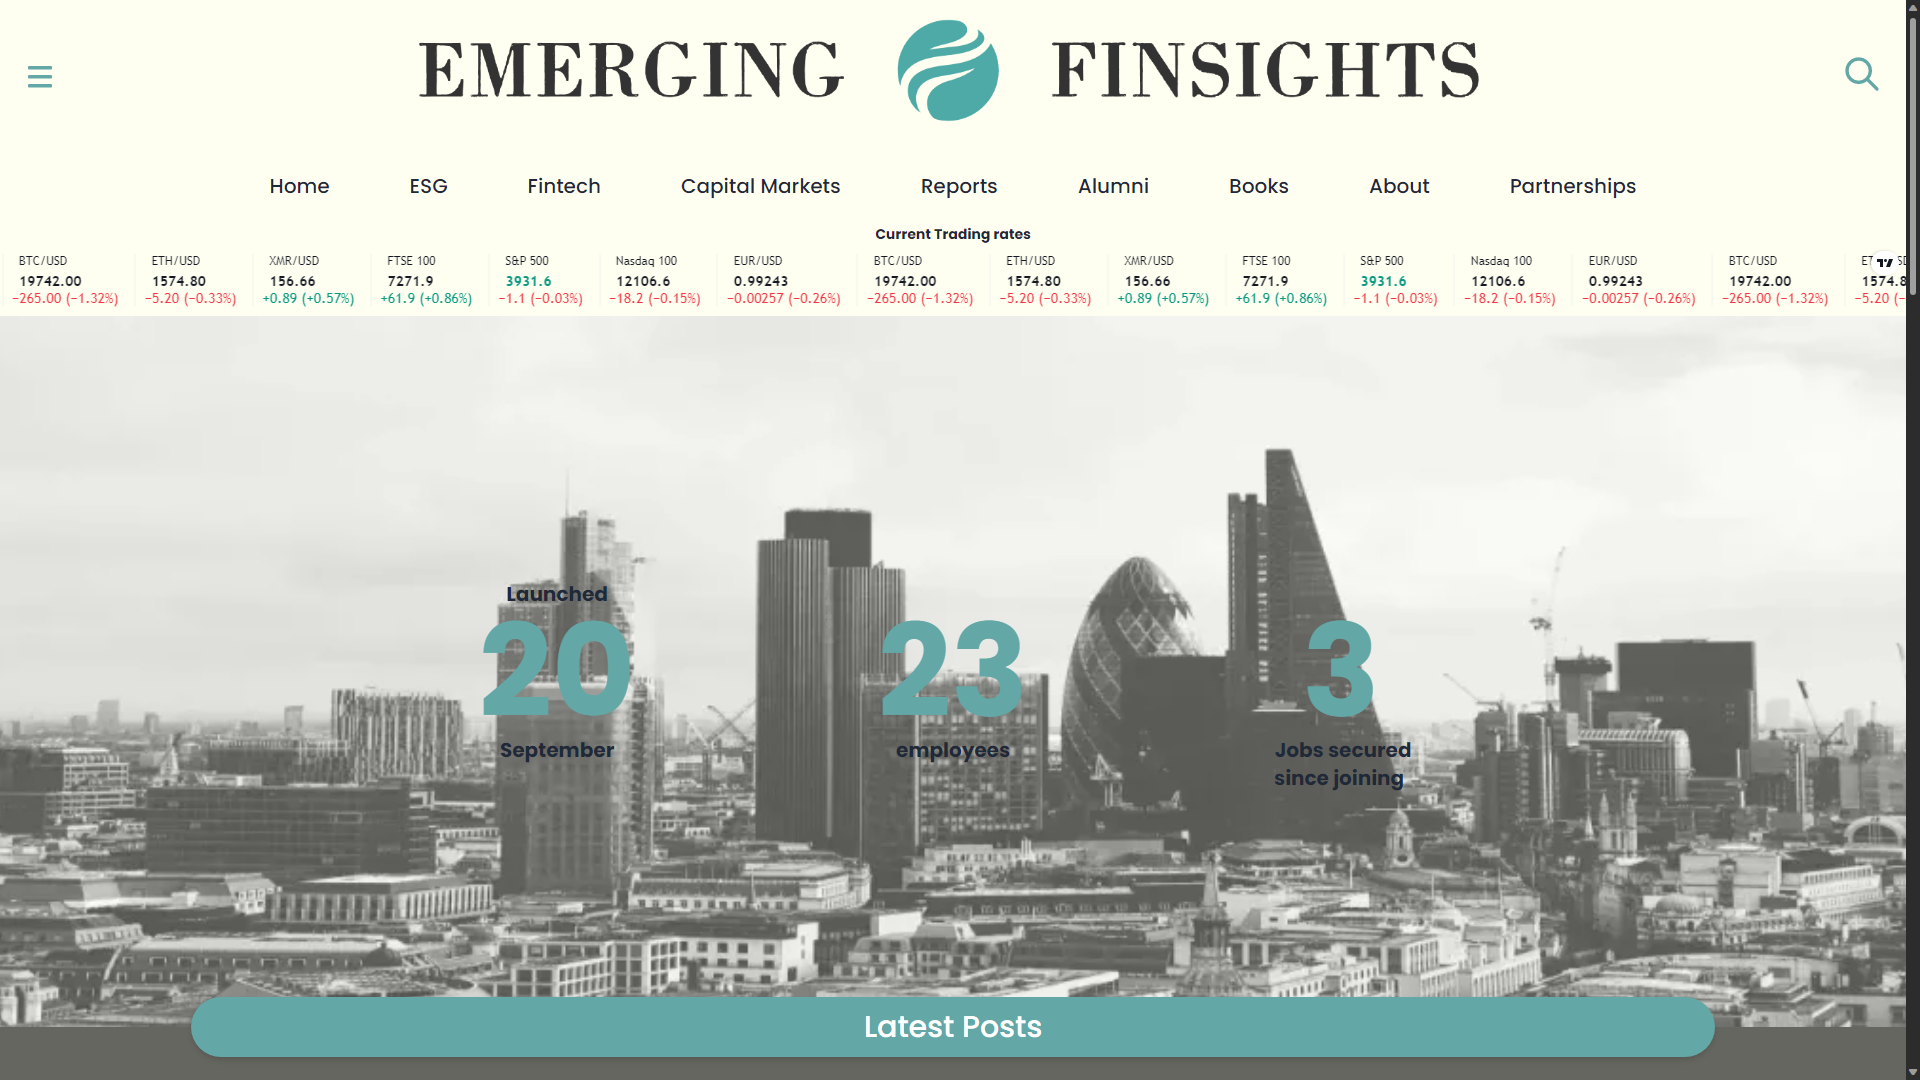 EMERGING FINSIGHTS
Home ESG Fintech Capital Markets Reports Alumni Books About Partnerships
Current Trading rates
BTC/USD ETH/USD XMR/USD FTSE 100 S&P 500 Nasdaq 100 EUR/USD BTC/USD ETH/USD XMR/USD FTSE 100 S&P 500 Nasdaq 100 EUR/USD BTC/USD
19742.00 1574.80 156.66 7271.9 3931.6 12106.6 0.99243 19742.00 1574.80 156.66 7271.9 3931.6 12106.6 0.99243 19742.00 1574.8
−265.00 (−1.32%) −5.20 (−0.33%) +0.89 (+0.57%) +61.9 (+0.86%) −1.1 (−0.03%) −18.2 (−0.15%) −0.00257 (−0.26%) −265.00 (−1.32%) −5.20 (−0.33%) +0.89 (+0.57%) +61.9 (+0.86%) −1.1 (−0.03%) −18.2 (−0.15%) −0.00257 (−0.26%) −265.00 (−1.32%) −5.20 (−
Launched
20 23 3
September employees Jobs secured
since joining
Latest Posts